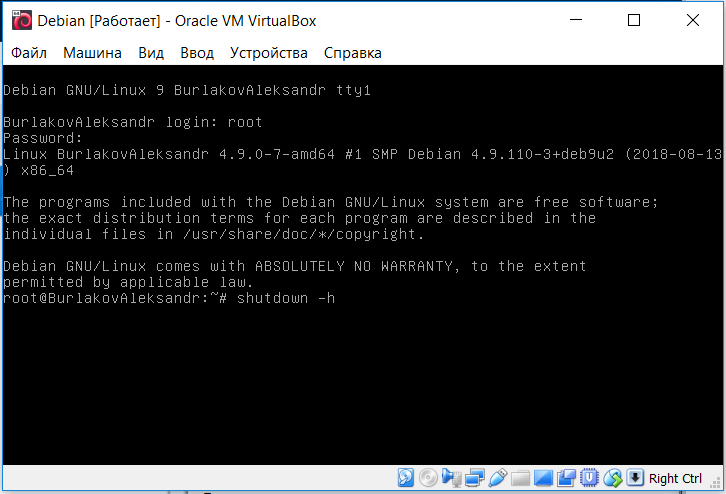 Debian [Работает] - Oracle VM VirtualBox
Файл Машина Вид Ввод Устройства Справка
Debian GNU/Linux 9 BurlakovAleksandr tty1
BurlakovAleksandr login: root
Password:
Linux BurlakovAleksandr 4.9.0-7-amd64 #1 SMP Debian 4.9.110-3+deb9u2 (2018-08-13
) x86_64
The programs included with the Debian GNU/Linux system are free software;
the exact distribution terms for each program are described in the
individual files in /usr/share/doc/*/copyright.
Debian GNU/Linux comes with ABSOLUTELY NO WARRANTY, to the extent
permitted by applicable law.
root@BurlakovAleksandr:~# shutdown -h
Right Ctrl